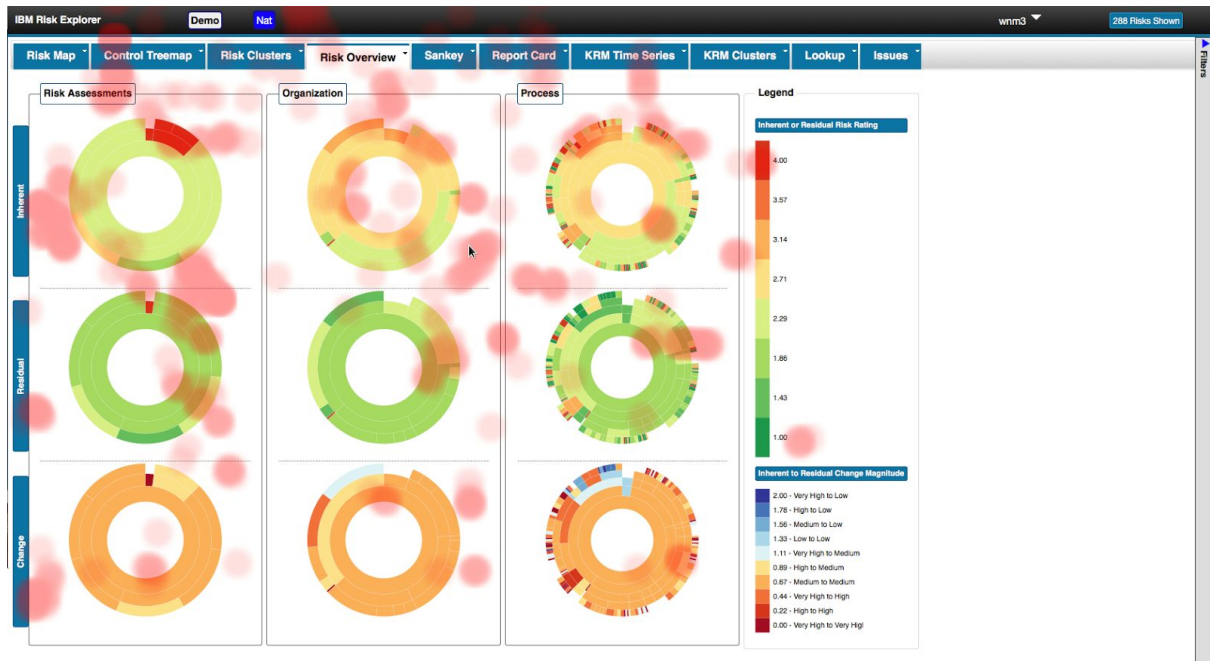 IBM Risk Explorer Demo Nat wnm3 288 Risks Shown
Risk Map Control Treemap Risk Clusters Risk Overview Sankey Report Card KRM Time Series KRM Clusters Lookup Issues
Filters
Risk Assessments Organization Process Legend
Inherent
Residual
Change
Inherent or Residual Risk Rating
4.00
3.57
3.14
2.71
2.29
1.86
1.43
1.00
Inherent to Residual Change Magnitude
2.00 - Very High to Low
1.78 - High to Low
1.56 - Medium to Low
1.33 - Low to Low
1.11 - Very High to Medium
0.89 - High to Medium
0.67 - Medium to Medium
0.44 - Very High to High
0.22 - High to High
0.00 - Very High to Very Higl